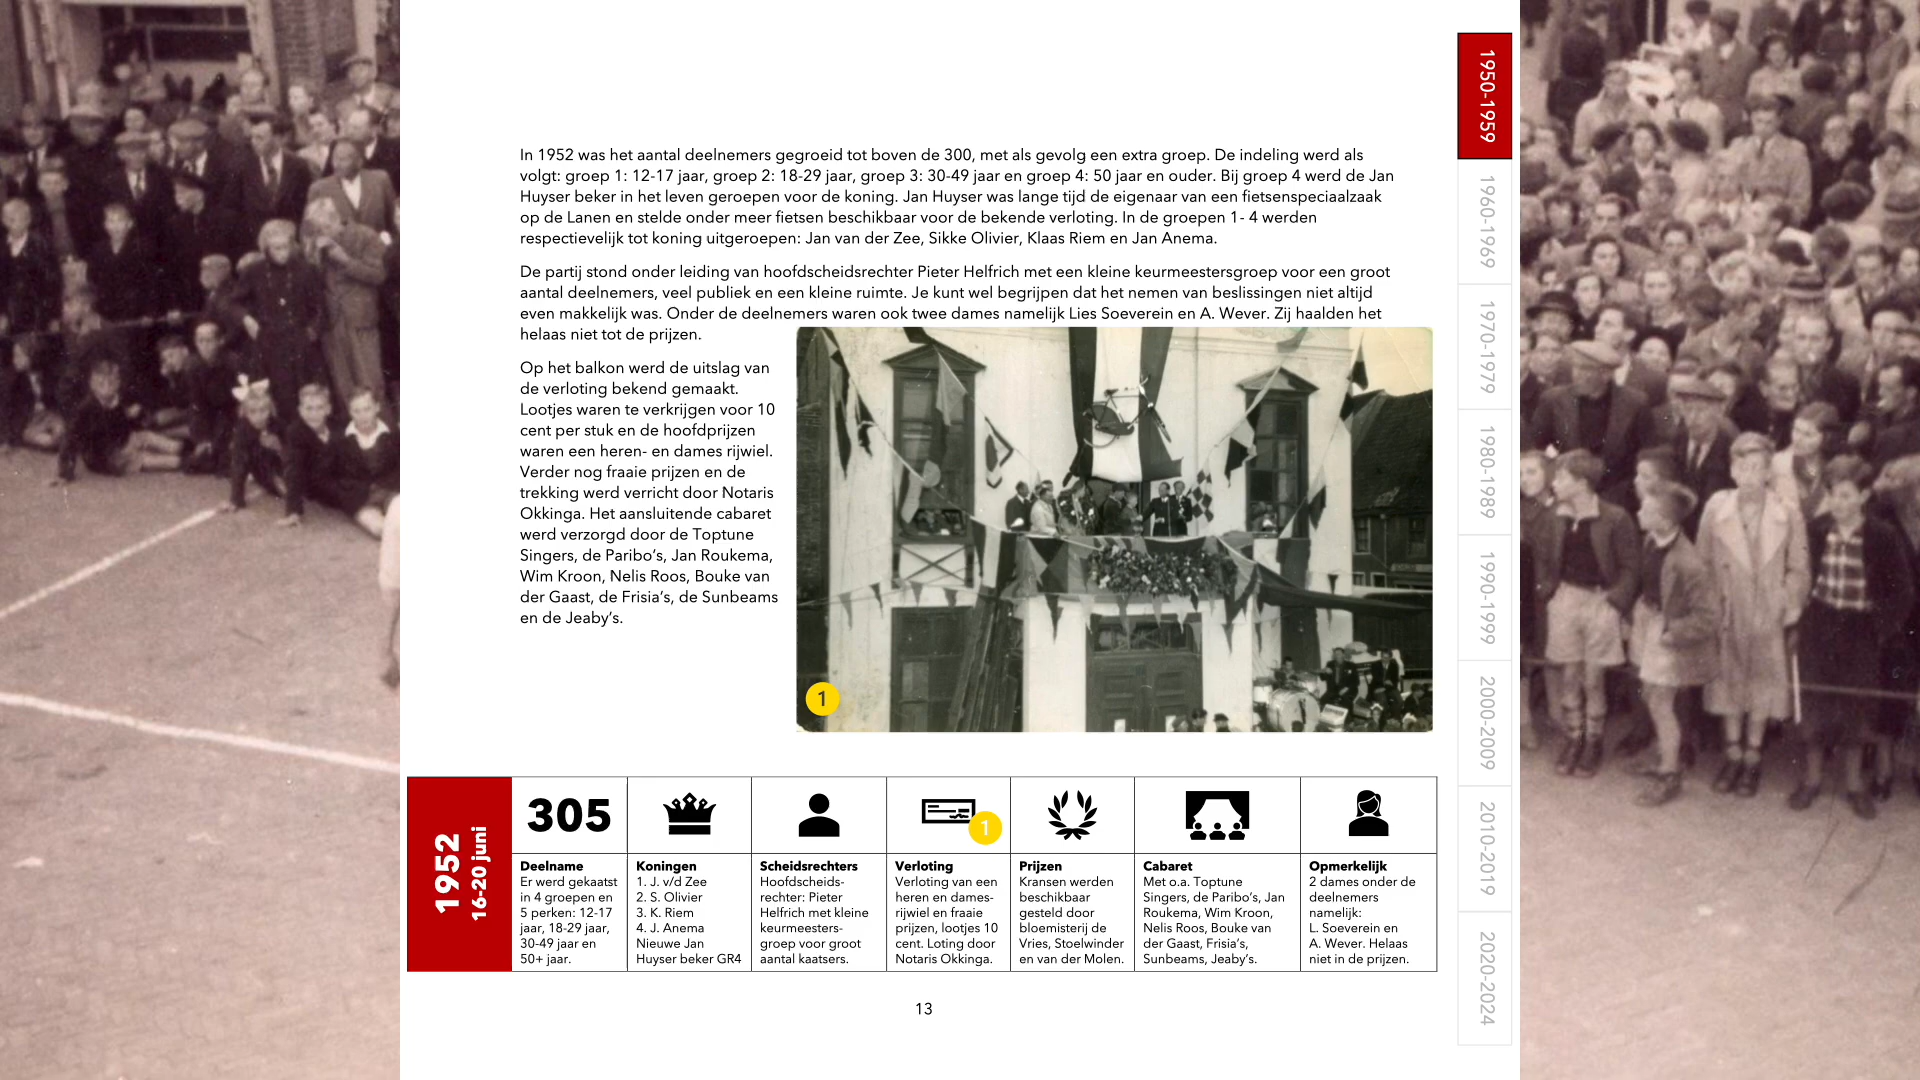 In 1952 was het aantal deelnemers gegroeid tot boven de 300, met als gevolg een extra groep. De indeling werd als
volgt: groep 1: 12-17 jaar, groep 2: 18-29 jaar, groep 3: 30-49 jaar en groep 4: 50 jaar en ouder. Bij groep 4 werd de Jan
Huyser beker in het leven geroepen voor de koning. Jan Huyser was lange tijd de eigenaar van een fietsenspeciaalzaak
op de Lanen en stelde onder meer fietsen beschikbaar voor de bekende verloting. In de groepen 1- 4 werden
respectievelijk tot koning uitgeroepen: Jan van der Zee, Sikke Olivier, Klaas Riem en Jan Anema.
De partij stond onder leiding van hoofdscheidsrechter Pieter Helfrich met een kleine keurmeestersgroep voor een groot
aantal deelnemers, veel publiek en een kleine ruimte. Je kunt wel begrijpen dat het nemen van beslissingen niet altijd
even makkelijk was. Onder de deelnemers waren ook twee dames namelijk Lies Soeverein en A. Wever. Zij haalden het
helaas niet tot de prijzen.
Op het balkon werd de uitslag van
de verloting bekend gemaakt.
Lootjes waren te verkrijgen voor 10
cent per stuk en de hoofdprijzen
waren een heren- en dames rijwiel.
Verder nog fraaie prijzen en de
trekking werd verricht door Notaris
Okkinga. Het aansluitende cabaret
werd verzorgd door de Toptune
Singers, de Paribo’s, Jan Roukema,
Wim Kroon, Nelis Roos, Bouke van
der Gaast, de Frisia’s, de Sunbeams
en de Jeaby’s.
1
1952
16-20 juni
305
Deelname
Er werd gekaatst
in 4 groepen en
5 perken: 12-17
jaar, 18-29 jaar,
30-49 jaar en
50+ jaar.
Koningen
1. J. v/d Zee
2. S. Olivier
3. K. Riem
4. J. Anema
Nieuwe Jan
Huyser beker GR4
Scheidsrechters
Hoofdscheids-
rechter: Pieter
Helfrich met kleine
keurmeesters-
groep voor groot
aantal kaatsers.
1
Verloting
Verloting van een
heren en dames-
rijwiel en fraaie
prijzen, lootjes 10
cent. Loting door
Notaris Okkinga.
Prijzen
Kransen werden
beschikbaar
gesteld door
bloemisterij de
Vries, Stoelwinder
en van der Molen.
Cabaret
Met o.a. Toptune
Singers, de Paribo’s, Jan
Roukema, Wim Kroon,
Nelis Roos, Bouke van
der Gaast, Frisia’s,
Sunbeams, Jeaby’s.
Opmerkelijk
2 dames onder de
deelnemers
namelijk:
L. Soeverein en
A. Wever. Helaas
niet in de prijzen.
13
1950-1959
1960-1969
1970-1979
1980-1989
1990-1999
2000-2009
2010-2019
2020-2024